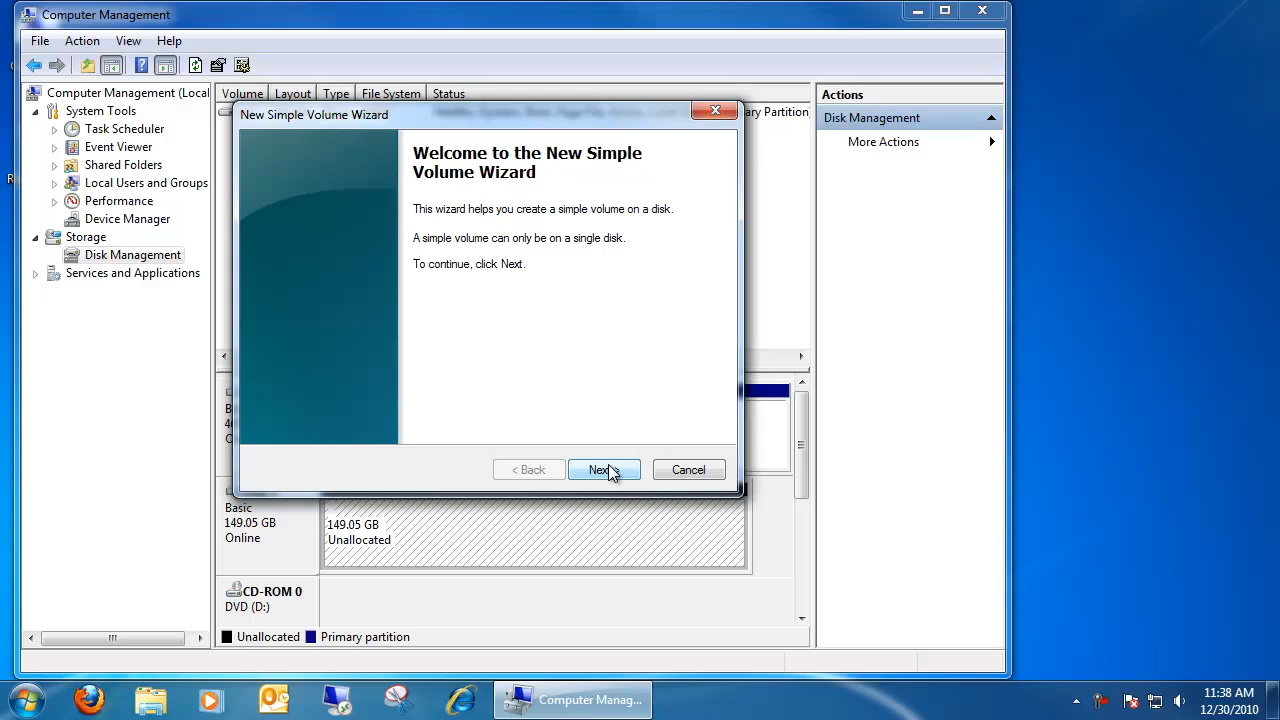 Computer Management
File Action View Help
Computer Management (Local
System Tools
Task Scheduler
Event Viewer
Shared Folders
Local Users and Groups
Performance
Device Manager
Storage
Disk Management
Services and Applications
Volume Layout Type File System Status
ry Partition)
New Simple Volume Wizard
Welcome to the New Simple
Volume Wizard
This wizard helps you create a simple volume on a disk.
A simple volume can only be on a single disk.
To continue, click Next.
< Back Next Cancel
Basic
149.05 GB
Online
149.05 GB
Unallocated
CD-ROM 0
DVD (D:)
Unallocated Primary partition
Actions
Disk Management
More Actions
Computer Manag...
11:38 AM
12/30/2010